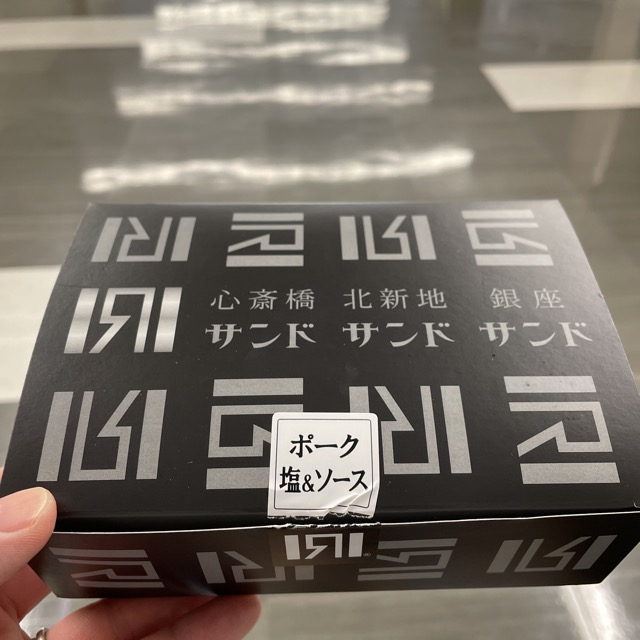 心斎橋 北新地 銀座
サンド サンド サンド
ポーク
塩&ソース